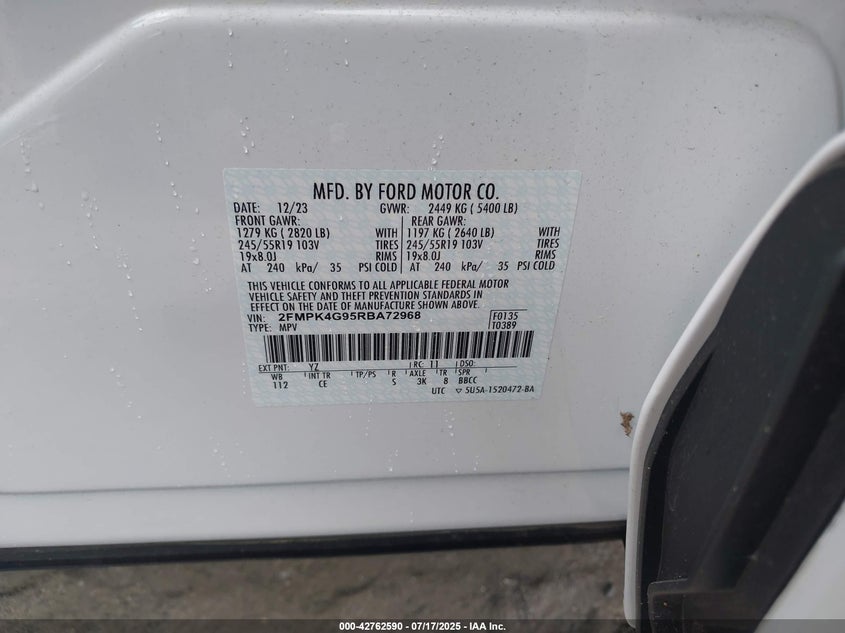 MFD. BY FORD MOTOR CO.
DATE: 12/23 GVWR: 2449 KG ( 5400 LB)
FRONT GAWR: REAR GAWR:
1279 KG ( 2820 LB) WITH 1197 KG ( 2640 LB) WITH
245/55R19 103V TIRES 245/55R19 103V TIRES
19x8.0J RIMS 19x8.0J RIMS
AT 240 kPa/ 35 PSI COLD AT 240 kPa/ 35 PSI COLD
THIS VEHICLE CONFORMS TO ALL APPLICABLE FEDERAL MOTOR
VEHICLE SAFETY AND THEFT PREVENTION STANDARDS IN
EFFECT ON THE DATE OF MANUFACTURE SHOWN ABOVE.
VIN: 2FMPK4G95RBA72968 F0135
TYPE: MPV T0389
EXT PNT: YZ RC: 11 DSO:
WB INT TR TP/PS R AXLE TR SPR
112 CE S 3K 8 BBCC
UTC ▽ 5U5A-1520472-BA
000-42762590 - 07/17/2025 - IAA Inc.